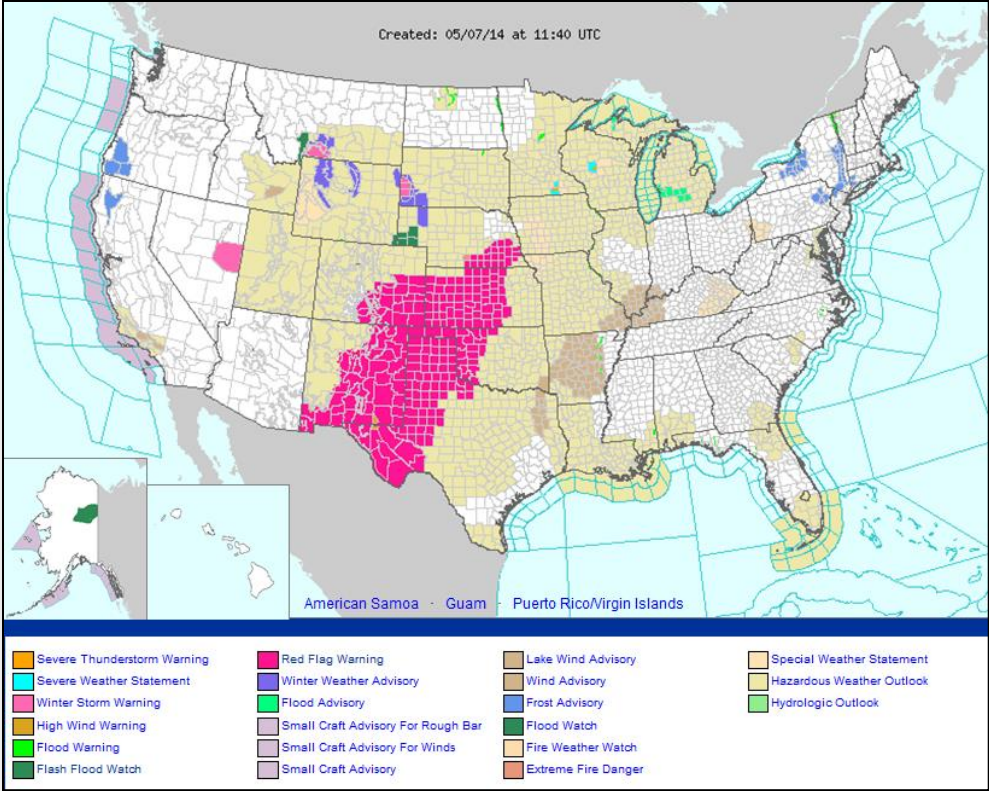 Created: 05/07/14 at 11:40 UTC
American Samoa · Guam · Puerto Rico/Virgin Islands
Severe Thunderstorm Warning
Severe Weather Statement
Winter Storm Warning
High Wind Warning
Flood Warning
Flash Flood Watch
Red Flag Warning
Winter Weather Advisory
Flood Advisory
Small Craft Advisory For Rough Bar
Small Craft Advisory For Winds
Small Craft Advisory
Lake Wind Advisory
Wind Advisory
Frost Advisory
Flood Watch
Fire Weather Watch
Extreme Fire Danger
Special Weather Statement
Hazardous Weather Outlook
Hydrologic Outlook